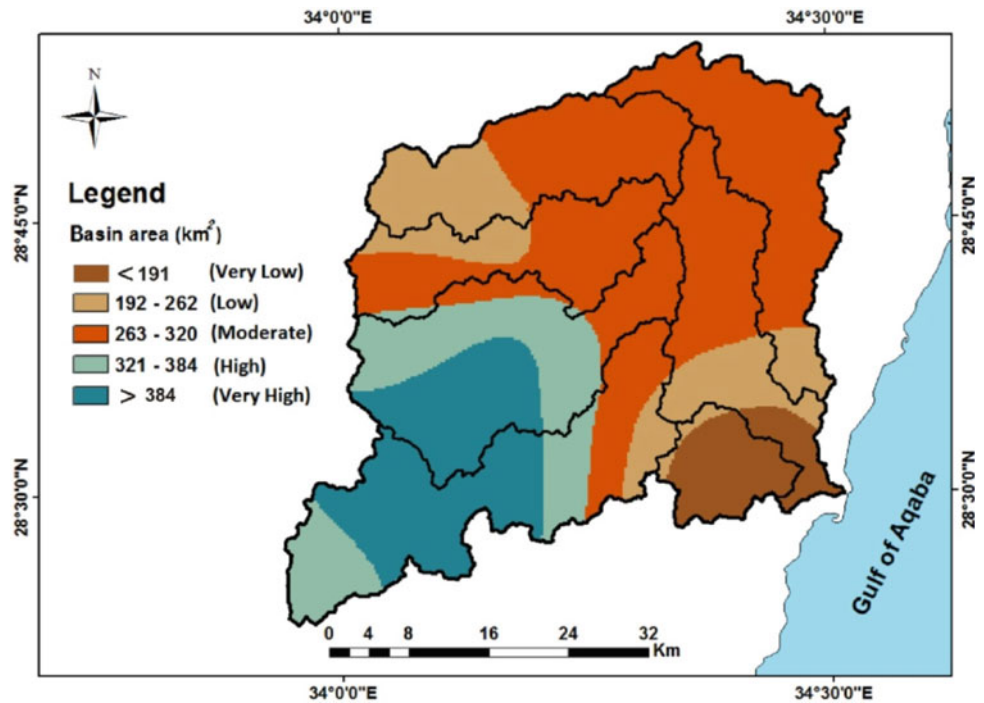 34°0'0"E 34°30'0"E
N
28°45'0"N
28°45'0"N
Legend
Basin area (km²)
< 191 (Very Low)
192 - 262 (Low)
263 - 320 (Moderate)
321 - 384 (High)
> 384 (Very High)
28°30'0"N
28°30'0"N
Gulf of Aqaba
0 4 8 16 24 32
Km
34°0'0"E 34°30'0"E